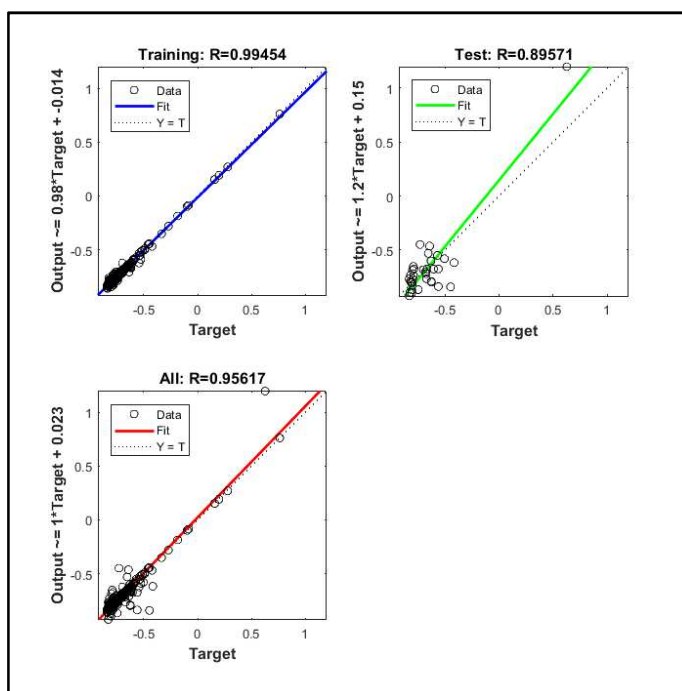 Training: R=0.99454
Output ~= 0.98*Target + -0.014
Data
Fit
Y = T
1
0.5
0
-0.5
-0.5
0
0.5
1
Target
Test: R=0.89571
Output ~= 1.2*Target + 0.15
Data
Fit
Y = T
1
0.5
0
-0.5
-0.5
0
0.5
1
Target
All: R=0.95617
Output ~= 1*Target + 0.023
Data
Fit
Y = T
1
0.5
0
-0.5
-0.5
0
0.5
1
Target